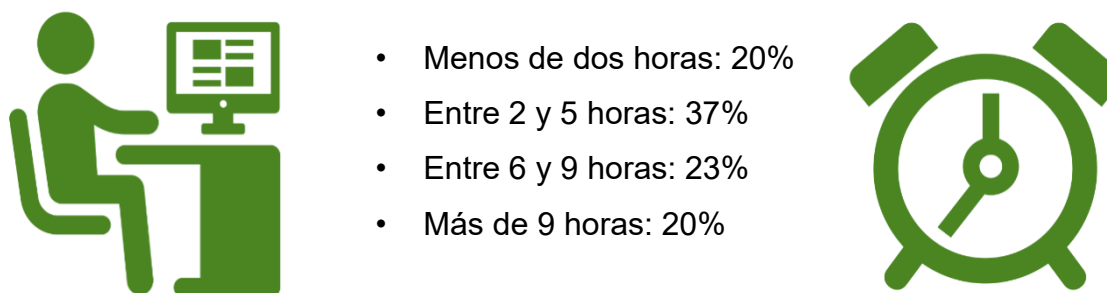 • Menos de dos horas: 20%
• Entre 2 y 5 horas: 37%
• Entre 6 y 9 horas: 23%
• Más de 9 horas: 20%